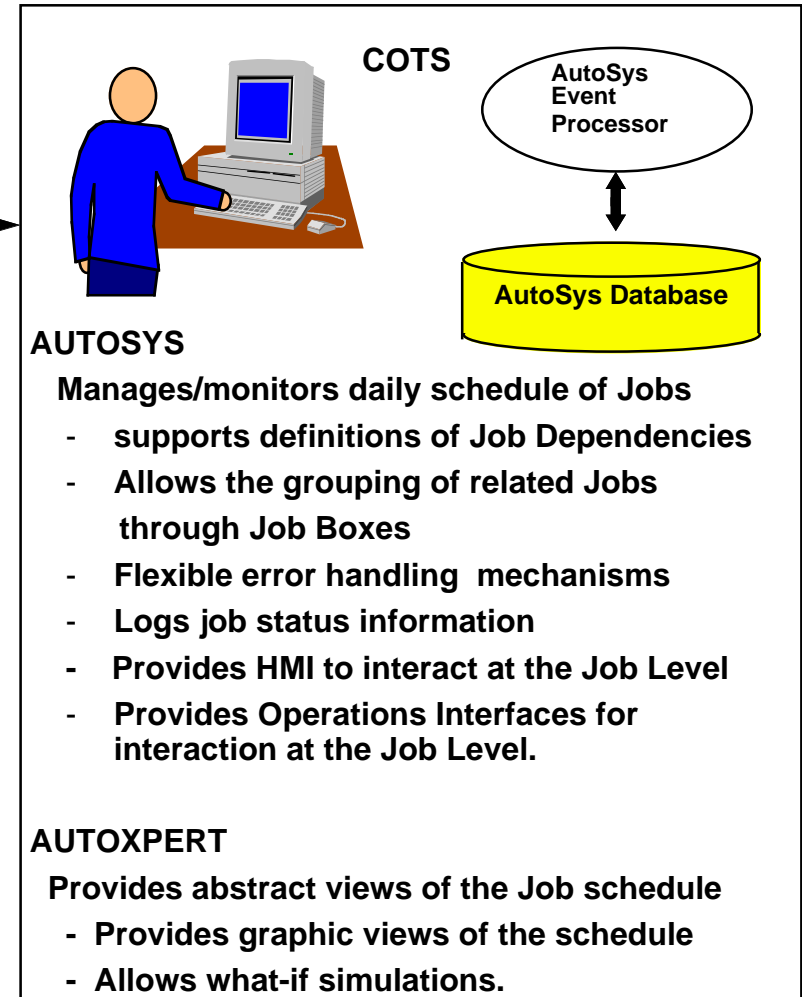 COTS
AutoSys
Event
Processor
AutoSys Database
AUTOSYS
Manages/monitors daily schedule of Jobs
- supports definitions of Job Dependencies
- Allows the grouping of related Jobs
through Job Boxes
- Flexible error handling mechanisms
- Logs job status information
- Provides HMI to interact at the Job Level
- Provides Operations Interfaces for
interaction at the Job Level.
AUTOXPERT
Provides abstract views of the Job schedule
- Provides graphic views of the schedule
- Allows what-if simulations.